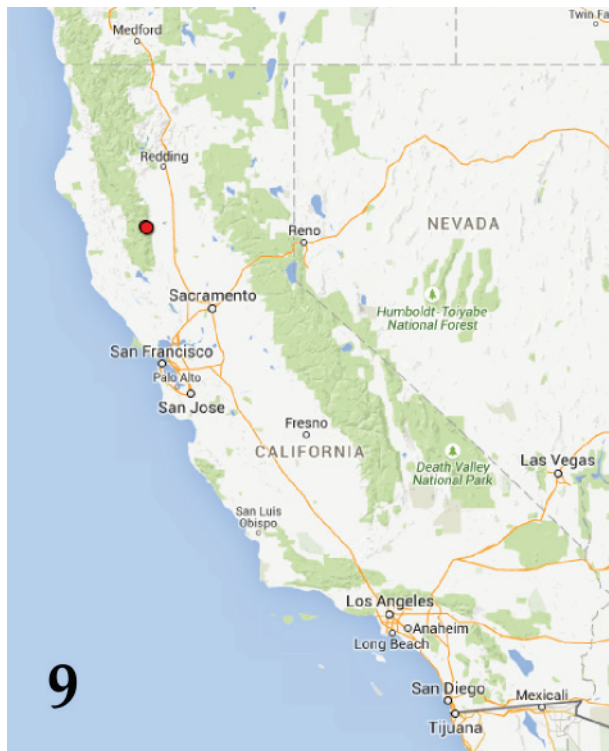 Twin Fa
Medford
Redding
Reno
NEVADA
Sacramento
Humboldt-Toiyabe
National Forest
San Francisco
Palo Alto
San Jose
Fresno
CALIFORNIA
Death Valley
National Park
Las Vegas
San Luis
Obispo
Los Angeles
Anaheim
Long Beach
9
San Diego
Mexicali
Tijuana